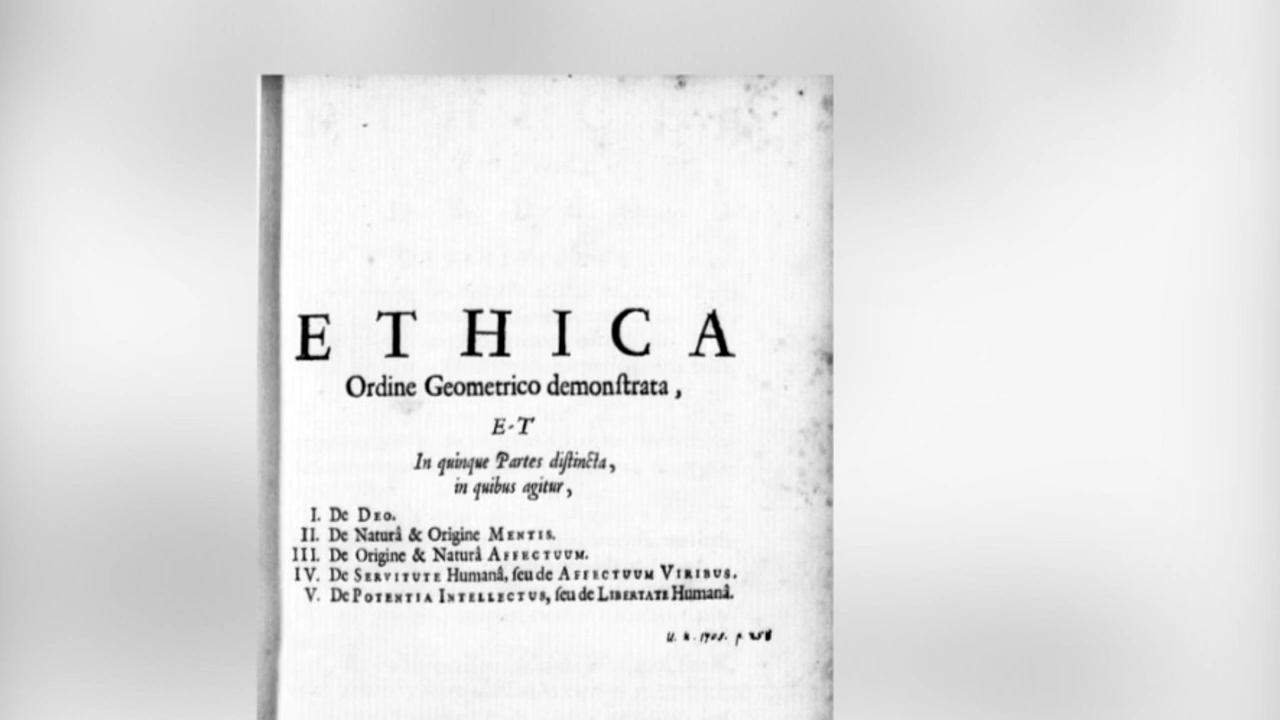 ETHICA
Ordine Geometrico demonſtrata,
E-T
In quinque Partes diſtincta,
in quibus agitur,
I. De DEO.
II. De Naturâ & Origine MENTIS.
III. De Origine & Naturâ AFFECTUUM.
IV. De SERVITUTE Humanâ, ſeu de AFFECTUUM VIRIBUS.
V. De POTENTIA INTELLECTUS, ſeu de LIBERTATE Humanâ.